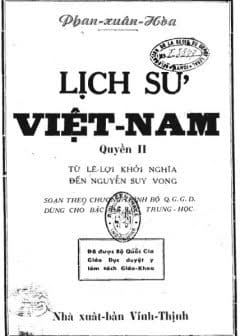 Phan-xuân-Hòa
LỊCH SỬ
VIỆT-NAM
Quyển II
TỪ LÊ-LỢI KHỞI NGHĨA
ĐẾN NGUYỄN SUY VONG
SOẠN THEO CHƯƠNG TRÌNH BỘ Q.G.G.D.
DÙNG CHO BẬC TRUNG-HỌC
Đã được Bộ Quốc Gia
Giáo Dục duyệt y
làm sách Giáo-Khoa
Nhà xuất-bản Vĩnh-Thịnh